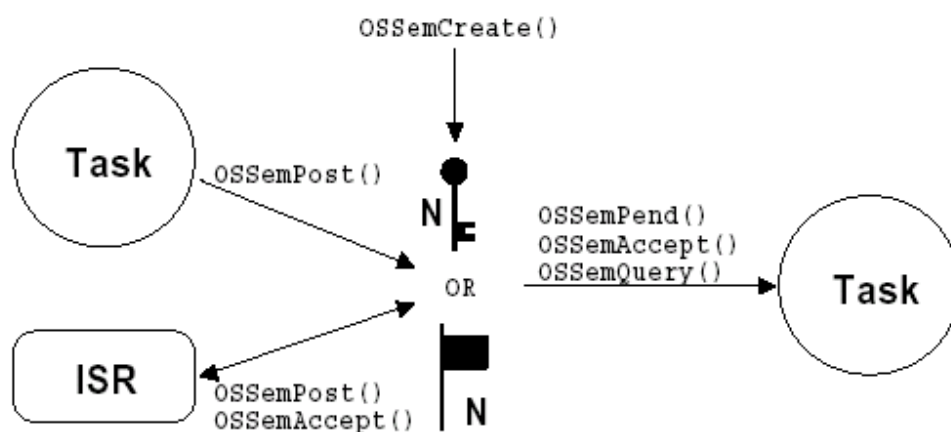 OSSemCreate()
Task
OSSemPost()
N
OSSemPend()
OSSemAccept()
OSSemQuery()
OR
Task
ISR
OSSemPost()
OSSemAccept()
N